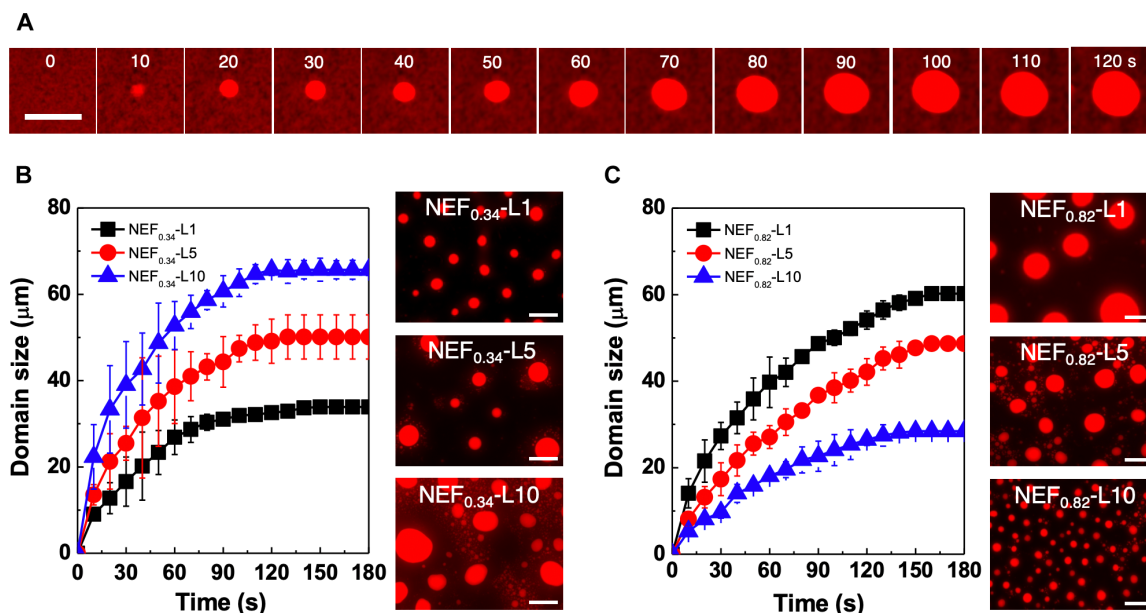 A
0 10 20 30 40 50 60 70 80 90 100 110 120 s
B
80
60
40
20
0
Domain size (μm)
NEF0.34-L1
NEF0.34-L5
NEF0.34-L10
0 30 60 90 120 150 180
Time (s)
NEF0.34-L1
NEF0.34-L5
NEF0.34-L10
C
80
60
40
20
0
Domain size (μm)
NEF0.82-L1
NEF0.82-L5
NEF0.82-L10
0 30 60 90 120 150 180
Time (s)
NEF0.82-L1
NEF0.82-L5
NEF0.82-L10